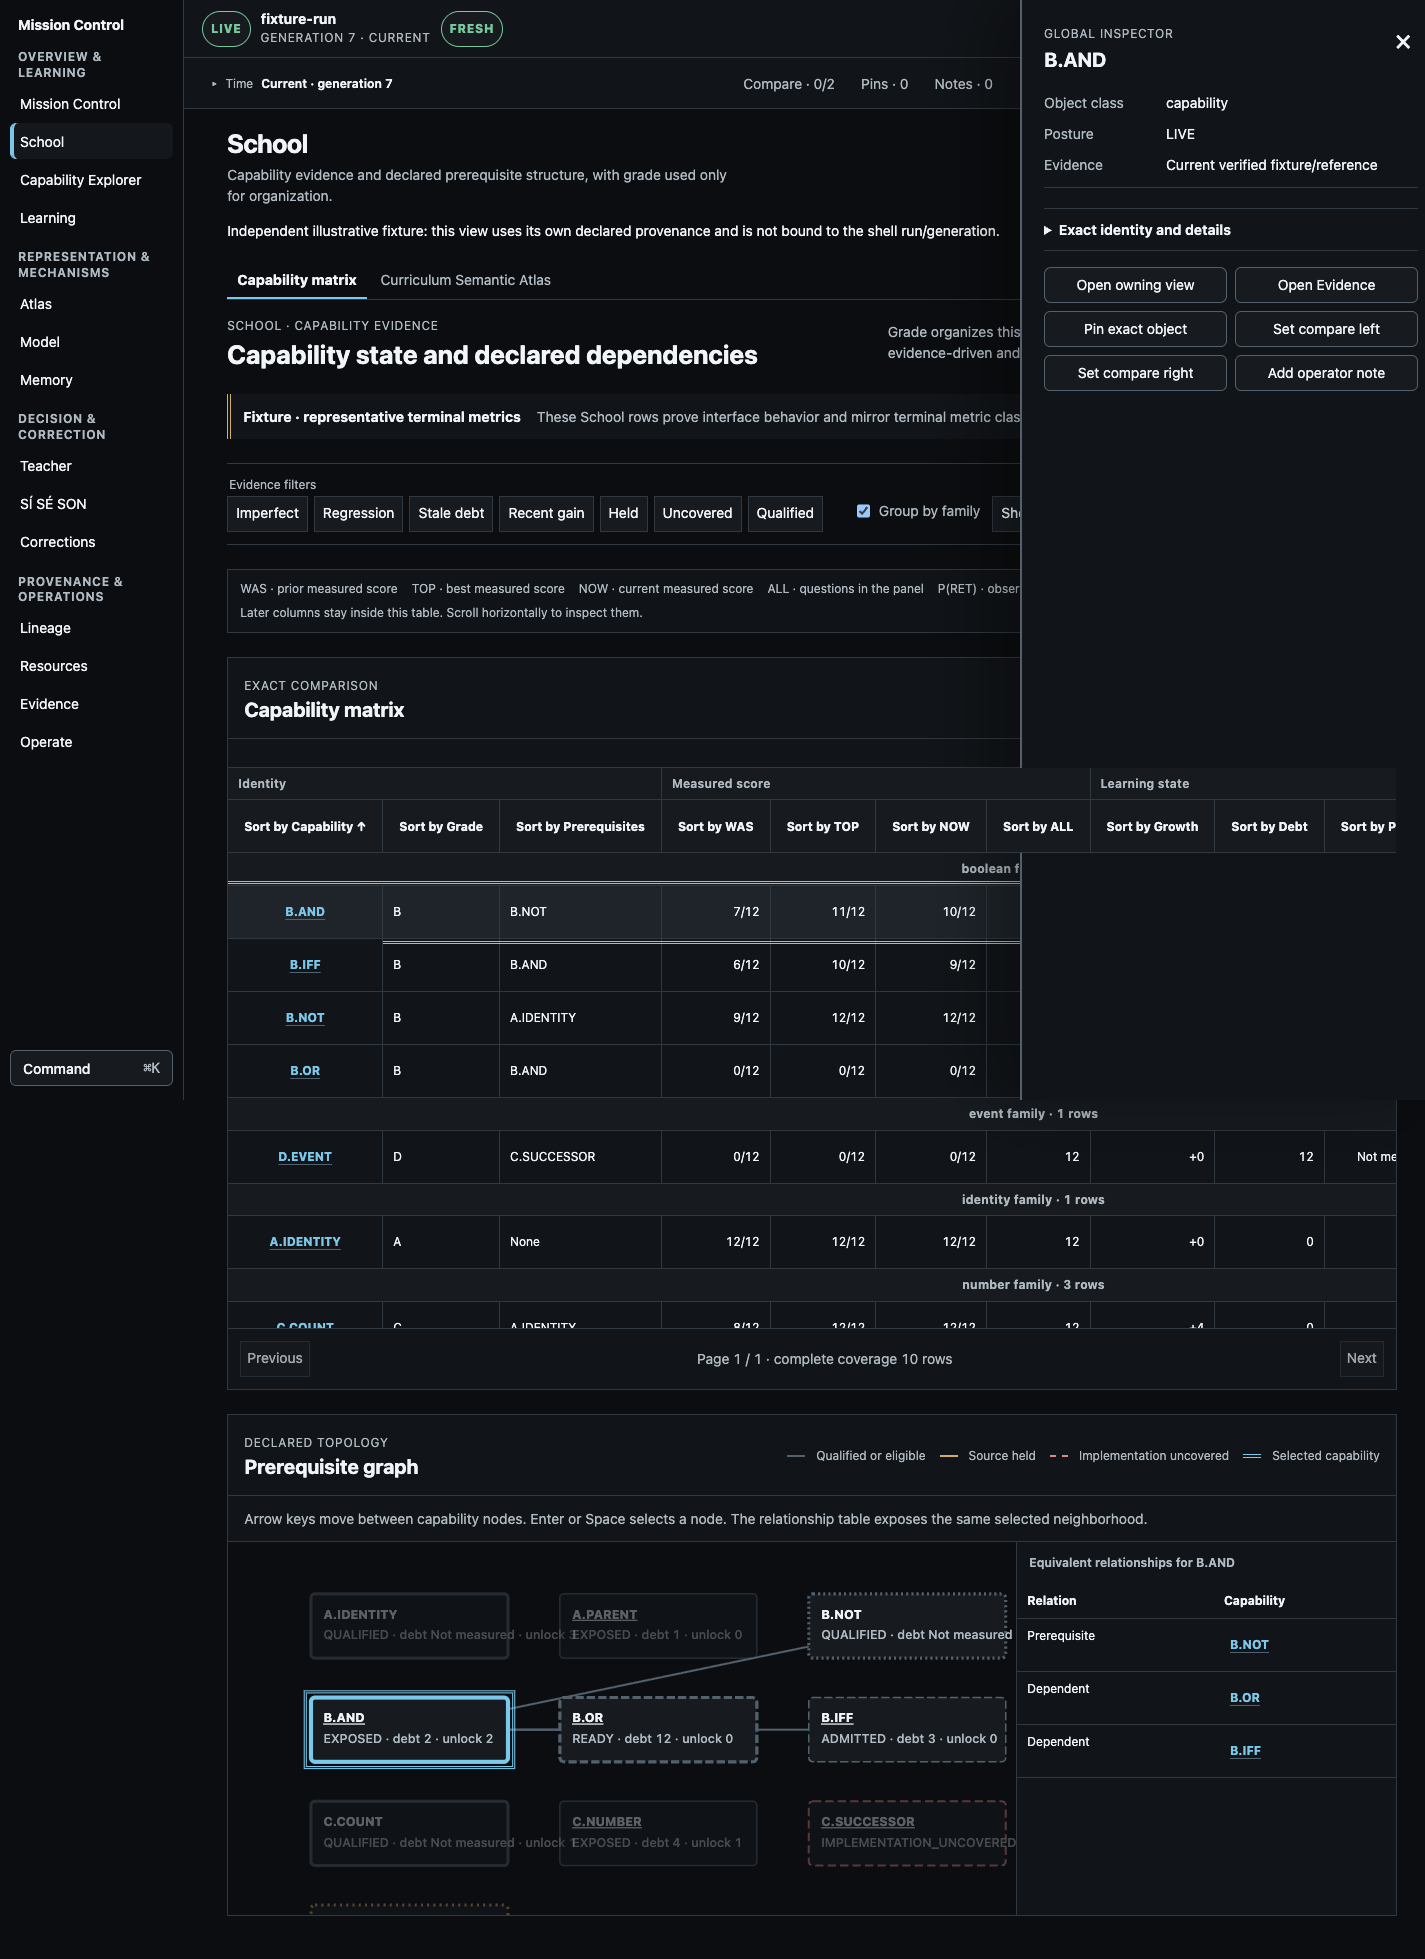 Mission Control
OVERVIEW &
LEARNING
Mission Control
School
Capability Explorer
Learning
REPRESENTATION &
MECHANISMS
Atlas
Model
Memory
DECISION &
CORRECTION
Teacher
SÍ SÉ SON
Corrections
PROVENANCE &
OPERATIONS
Lineage
Resources
Evidence
Operate
Command ⌘K
LIVE
fixture-run
GENERATION 7 · CURRENT
FRESH
▸ Time Current · generation 7
Compare · 0/2 Pins · 0 Notes · 0
School
Capability evidence and declared prerequisite structure, with grade used only
for organization.
Independent illustrative fixture: this view uses its own declared provenance and is not bound to the shell run/generation.
Capability matrix Curriculum Semantic Atlas
SCHOOL · CAPABILITY EVIDENCE
Capability state and declared dependencies
Grade organizes this
evidence-driven and
Fixture · representative terminal metrics These School rows prove interface behavior and mirror terminal metric clas
Evidence filters
Imperfect Regression Stale debt Recent gain Held Uncovered Qualified Group by family
WAS · prior measured score TOP · best measured score NOW · current measured score ALL · questions in the panel P(RET) · obser
Later columns stay inside this table. Scroll horizontally to inspect them.
EXACT COMPARISON
Capability matrix
Identity Measured score Learning state
Sort by Capability ↑ Sort by Grade Sort by Prerequisites Sort by WAS Sort by TOP Sort by NOW Sort by ALL Sort by Growth Sort by Debt Sort by P
boolean f
B.AND B B.NOT 7/12 11/12 10/12
B.IFF B B.AND 6/12 10/12 9/12
B.NOT B A.IDENTITY 9/12 12/12 12/12
B.OR B B.AND 0/12 0/12 0/12
event family · 1 rows
D.EVENT D C.SUCCESSOR 0/12 0/12 0/12 12 +0 12 Not me
identity family · 1 rows
A.IDENTITY A None 12/12 12/12 12/12 12 +0 0
number family · 3 rows
C.COUNT C A.IDENTITY 8/12 12/12 12/12 12 +4 0
Previous Page 1 / 1 · complete coverage 10 rows Next
DECLARED TOPOLOGY
Prerequisite graph
Qualified or eligible Source held Implementation uncovered Selected capability
Arrow keys move between capability nodes. Enter or Space selects a node. The relationship table exposes the same selected neighborhood.
A.IDENTITY
QUALIFIED · debt Not measured · unlock 3
A.PARENT
EXPOSED · debt 1 · unlock 0
B.NOT
QUALIFIED · debt Not measured
B.AND
EXPOSED · debt 2 · unlock 2
B.OR
READY · debt 12 · unlock 0
B.IFF
ADMITTED · debt 3 · unlock 0
C.COUNT
QUALIFIED · debt Not measured · unlock 1
C.NUMBER
EXPOSED · debt 4 · unlock 1
C.SUCCESSOR
IMPLEMENTATION_UNCOVERED
Equivalent relationships for B.AND
Relation Capability
Prerequisite B.NOT
Dependent B.OR
Dependent B.IFF
GLOBAL INSPECTOR
B.AND
Object class capability
Posture LIVE
Evidence Current verified fixture/reference
▶ Exact identity and details
Open owning view Open Evidence
Pin exact object Set compare left
Set compare right Add operator note